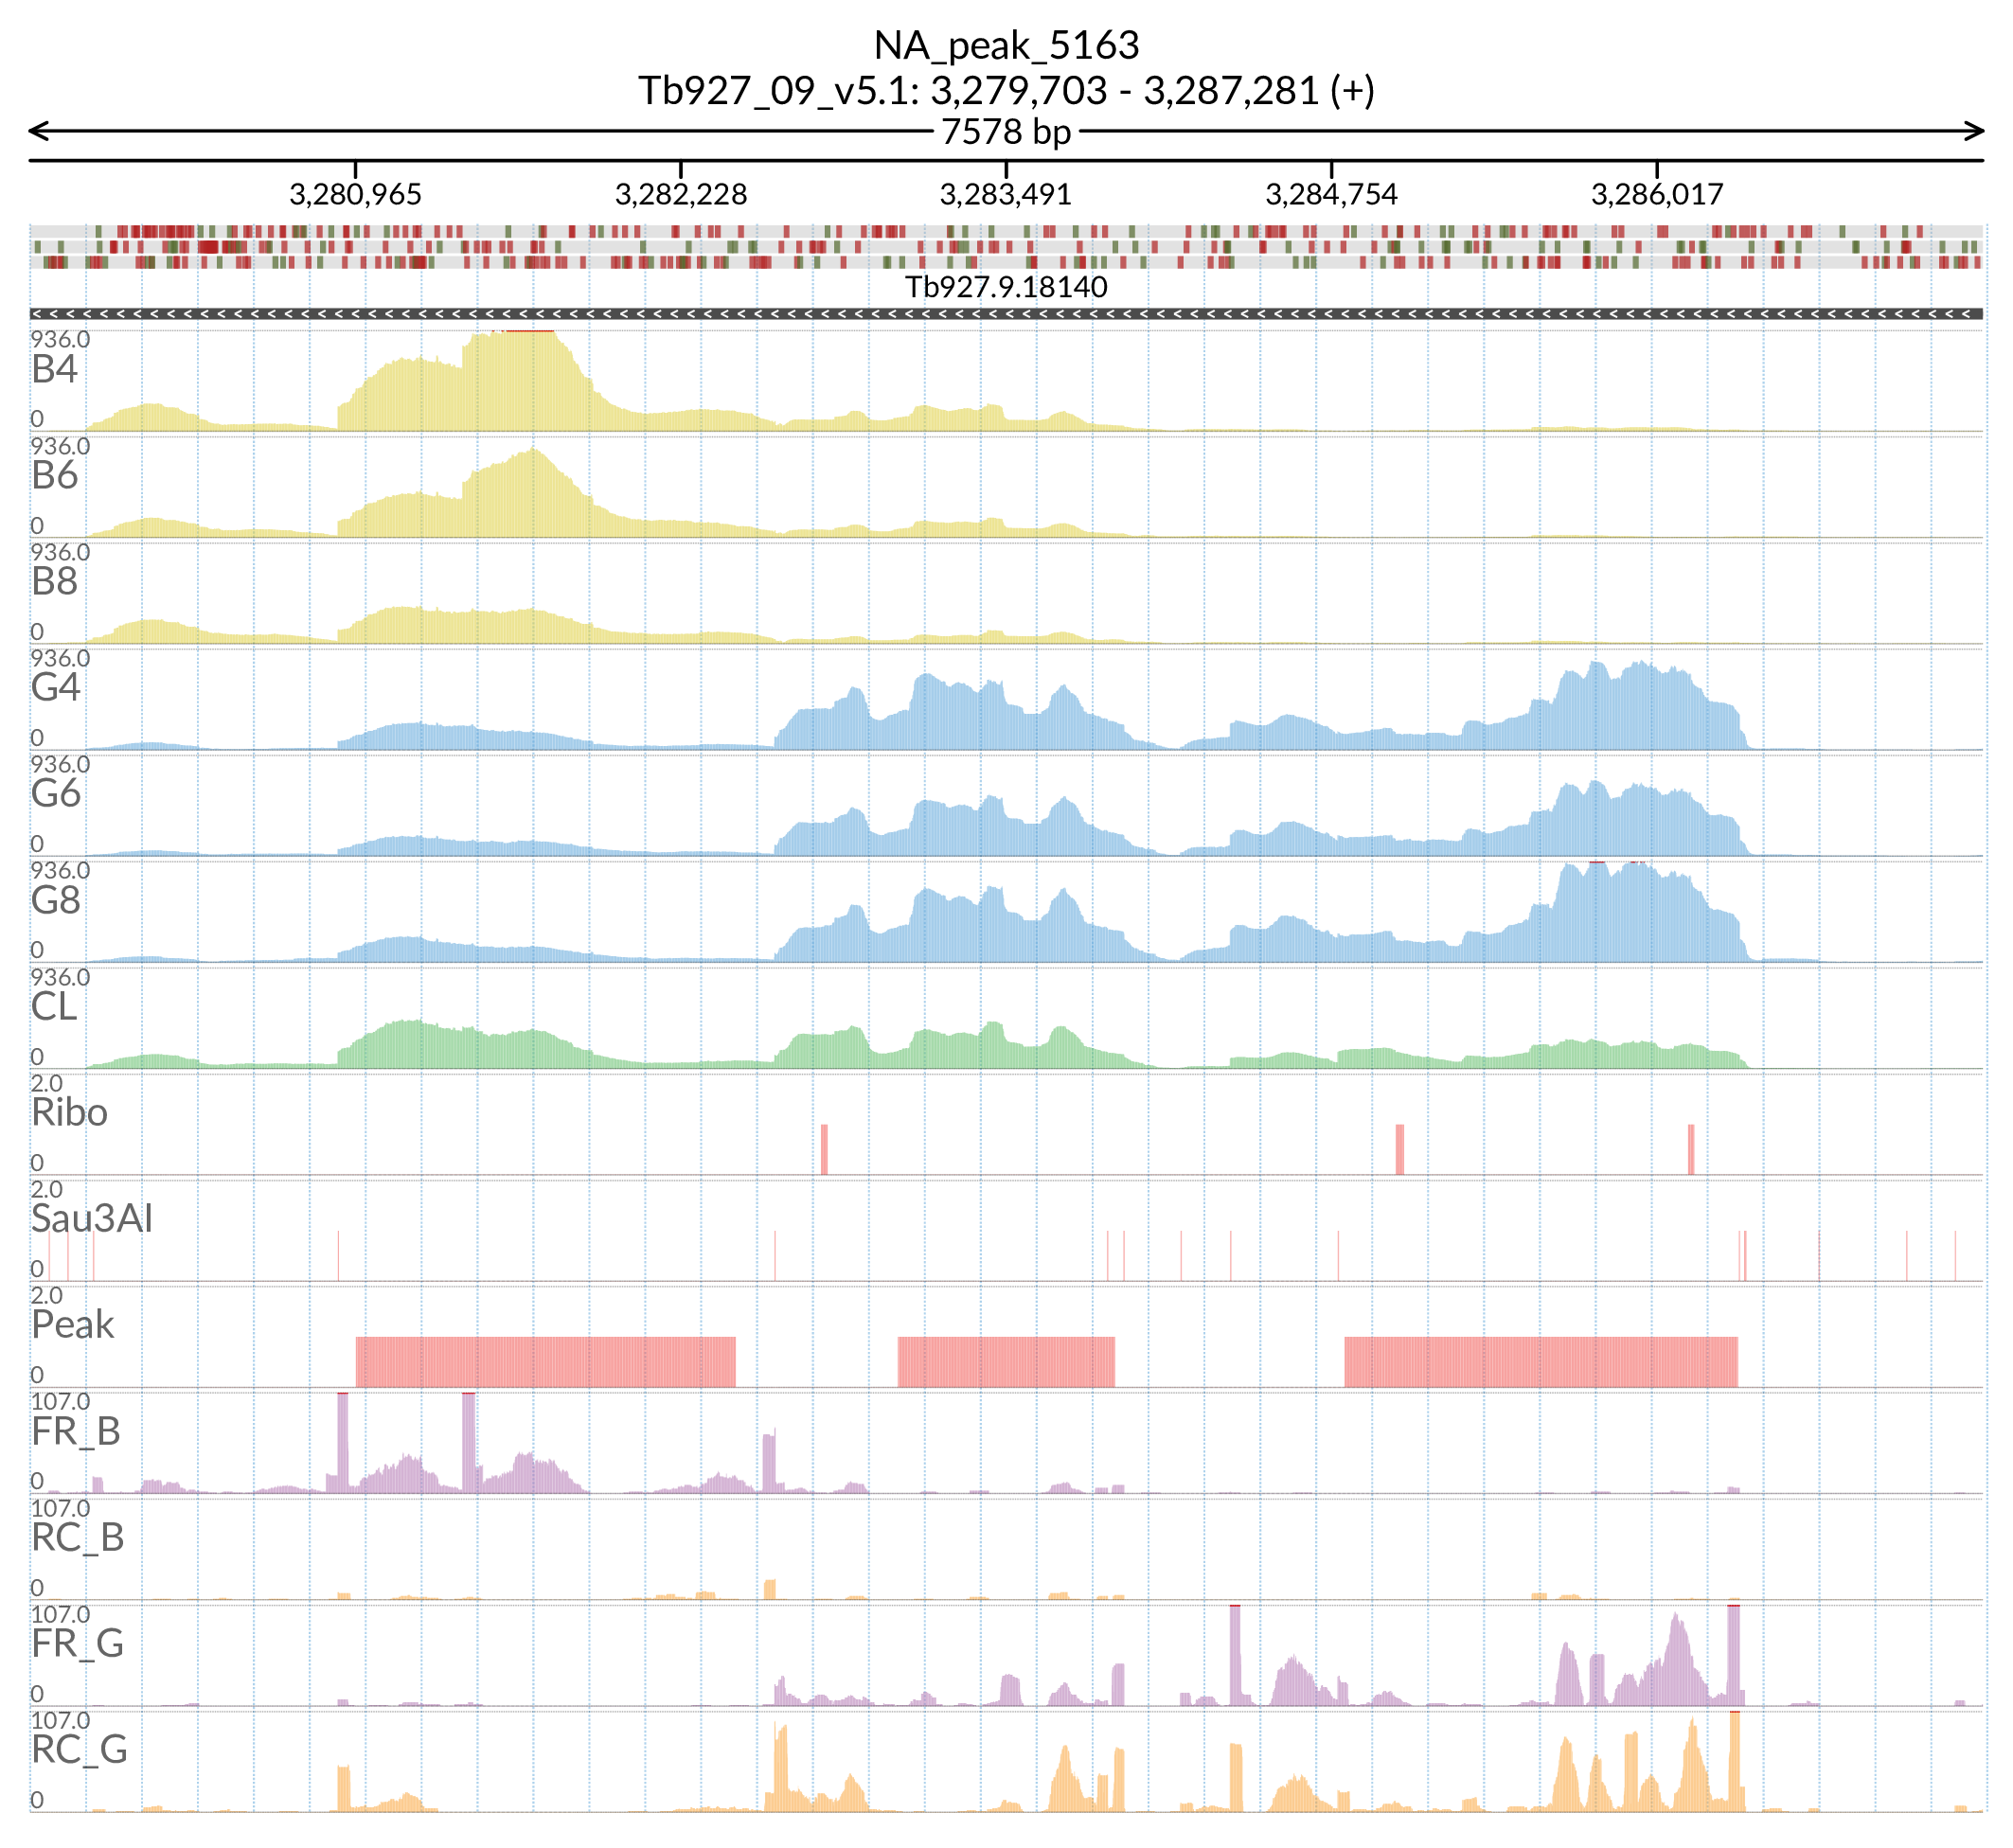 NA_peak_5163
Tb927_09_v5.1: 3,279,703 - 3,287,281 (+)
7578 bp
3,280,965 3,282,228 3,283,491 3,284,754 3,286,017
Tb927.9.18140
936.0
B4
0
936.0
B6
0
936.0
B8
0
936.0
G4
0
936.0
G6
0
936.0
G8
0
936.0
CL
0
2.0
Ribo
0
2.0
Sau3AI
0
2.0
Peak
0
107.0
FR_B
0
107.0
RC_B
0
107.0
FR_G
0
107.0
RC_G
0